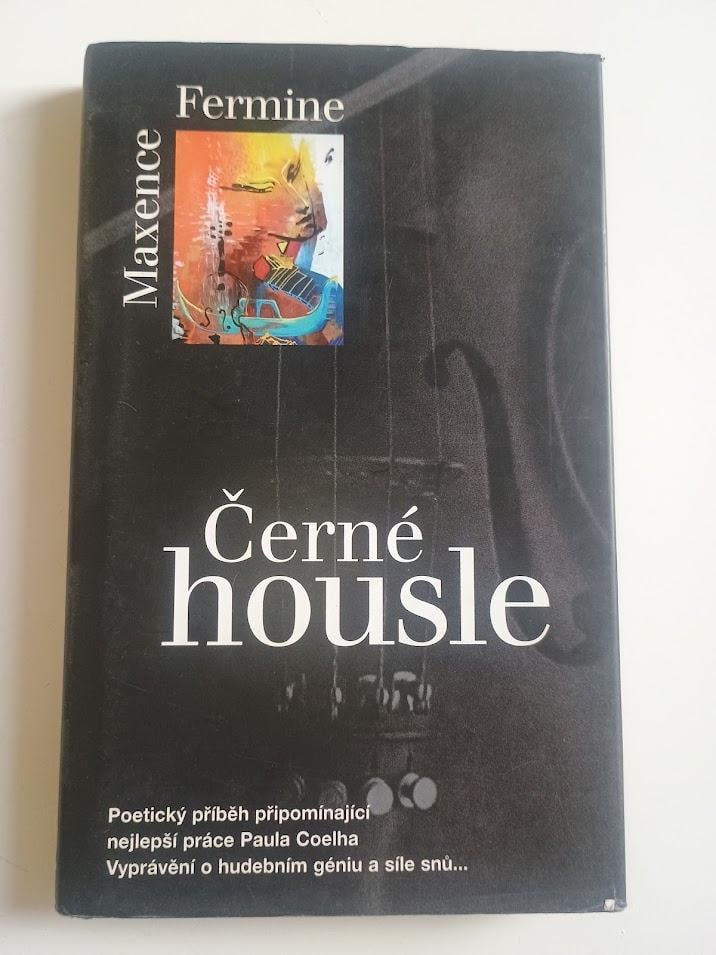 Maxence
Fermine
Černé
housle
Poetický příběh připomínající
nejlepší práce Paula Coelha
Vyprávění o hudebním géniu a síle snů...